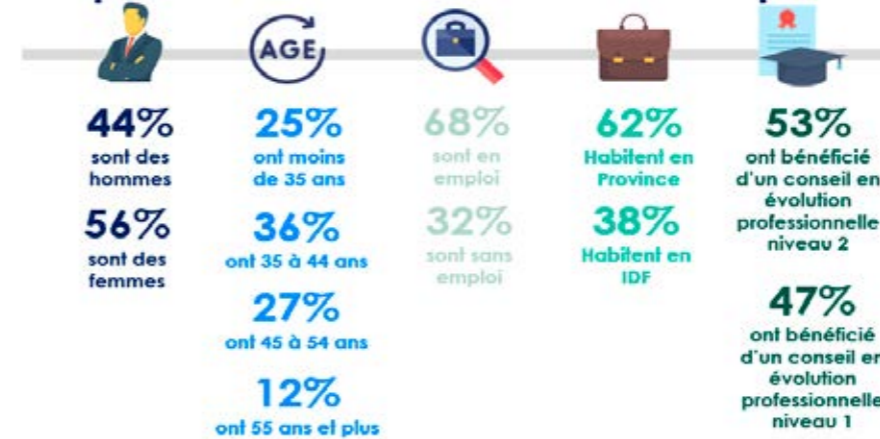 AGE
44%
sont des
hommes
56%
sont des
femmes
25%
ont moins
de 35 ans
36%
ont 35 à 44 ans
27%
ont 45 à 54 ans
12%
ont 55 ans et plus
68%
sont en
emploi
32%
sont sans
emploi
62%
Habitent en
Province
38%
Habitent en
IDF
53%
ont bénéficié
d'un conseil en
évolution
professionnelle
niveau 2
47%
ont bénéficié
d'un conseil en
évolution
professionnelle
niveau 1